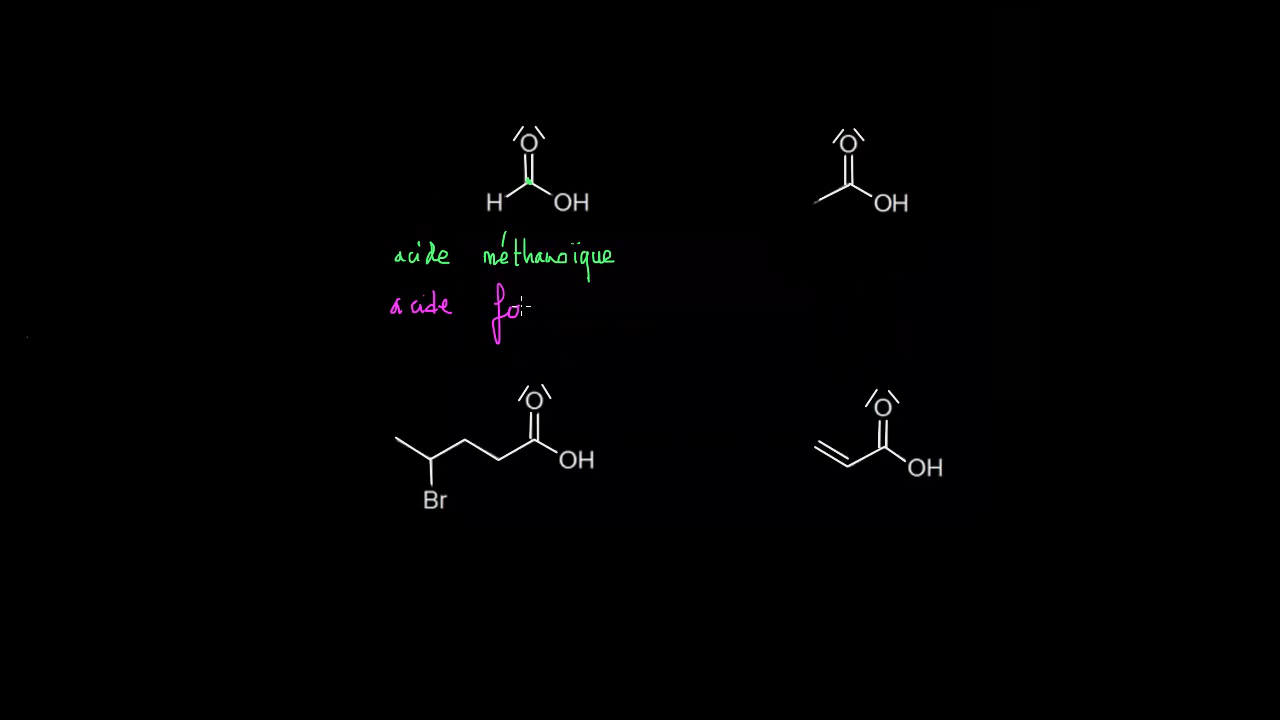 O O
H OH OH
acide méthanoïque
acide fo
O O
OH OH
Br